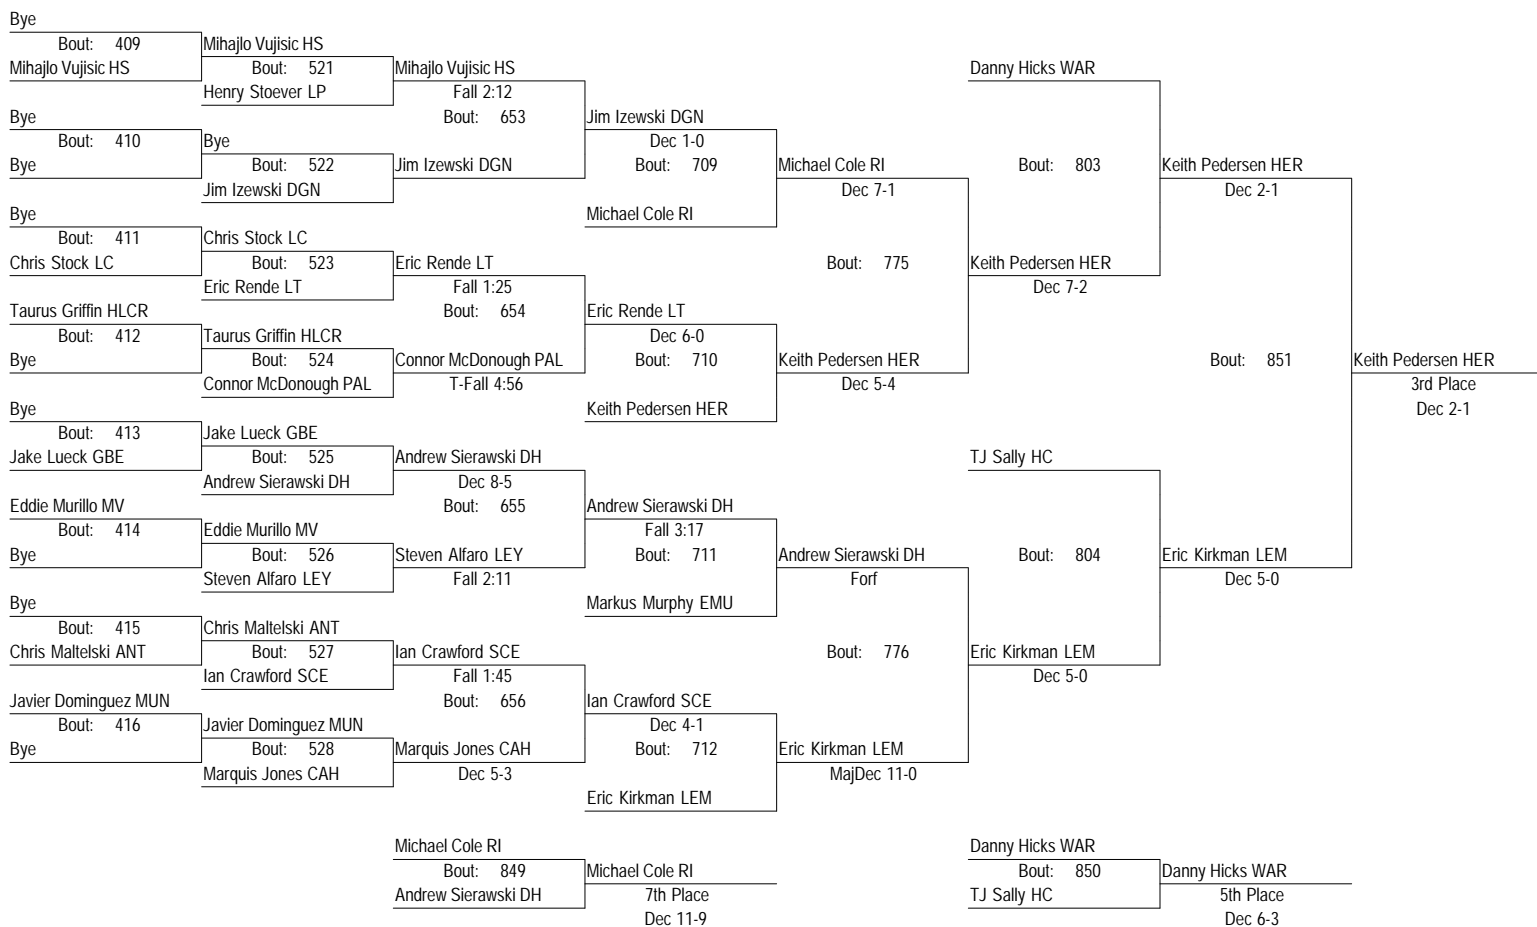 Bye
Bout: 409 Mihajlo Vujisic HS
Mihajlo Vujisic HS Bout: 521 Mihajlo Vujisic HS Danny Hicks WAR
Henry Stoever LP Fall 2:12
Bye Bout: 653 Jim Izewski DGN
Bout: 410 Bye Dec 1-0
Bye Bout: 522 Jim Izewski DGN Bout: 709 Michael Cole RI Bout: 803 Keith Pedersen HER
Jim Izewski DGN Dec 7-1 Dec 2-1
Bye Michael Cole RI
Bout: 411 Chris Stock LC
Chris Stock LC Bout: 523 Eric Rende LT Bout: 775 Keith Pedersen HER
Eric Rende LT Fall 1:25 Dec 7-2
Taurus Griffin HLCR Bout: 654 Eric Rende LT
Bout: 412 Taurus Griffin HLCR Dec 6-0
Bye Bout: 524 Connor McDonough PAL Bout: 710 Keith Pedersen HER Bout: 851 Keith Pedersen HER
Connor McDonough PAL T-Fall 4:56 Dec 5-4 3rd Place
Bye Keith Pedersen HER Dec 2-1
Bout: 413 Jake Lueck GBE
Jake Lueck GBE Bout: 525 Andrew Sierawski DH TJ Sally HC
Andrew Sierawski DH Dec 8-5
Eddie Murillo MV Bout: 655 Andrew Sierawski DH
Bout: 414 Eddie Murillo MV Fall 3:17
Bye Bout: 526 Steven Alfaro LEY Bout: 711 Andrew Sierawski DH Bout: 804 Eric Kirkman LEM
Steven Alfaro LEY Fall 2:11 Forf Dec 5-0
Bye Markus Murphy EMU
Bout: 415 Chris Maltelski ANT
Chris Maltelski ANT Bout: 527 Ian Crawford SCE Bout: 776 Eric Kirkman LEM
Ian Crawford SCE Fall 1:45 Dec 5-0
Javier Dominguez MUN Bout: 656 Ian Crawford SCE
Bout: 416 Javier Dominguez MUN Dec 4-1
Bye Bout: 528 Marquis Jones CAH Bout: 712 Eric Kirkman LEM
Marquis Jones CAH Dec 5-3 MajDec 11-0
Eric Kirkman LEM
Michael Cole RI Danny Hicks WAR
Bout: 849 Michael Cole RI Bout: 850 Danny Hicks WAR
Andrew Sierawski DH 7th Place TJ Sally HC 5th Place
Dec 11-9 Dec 6-3